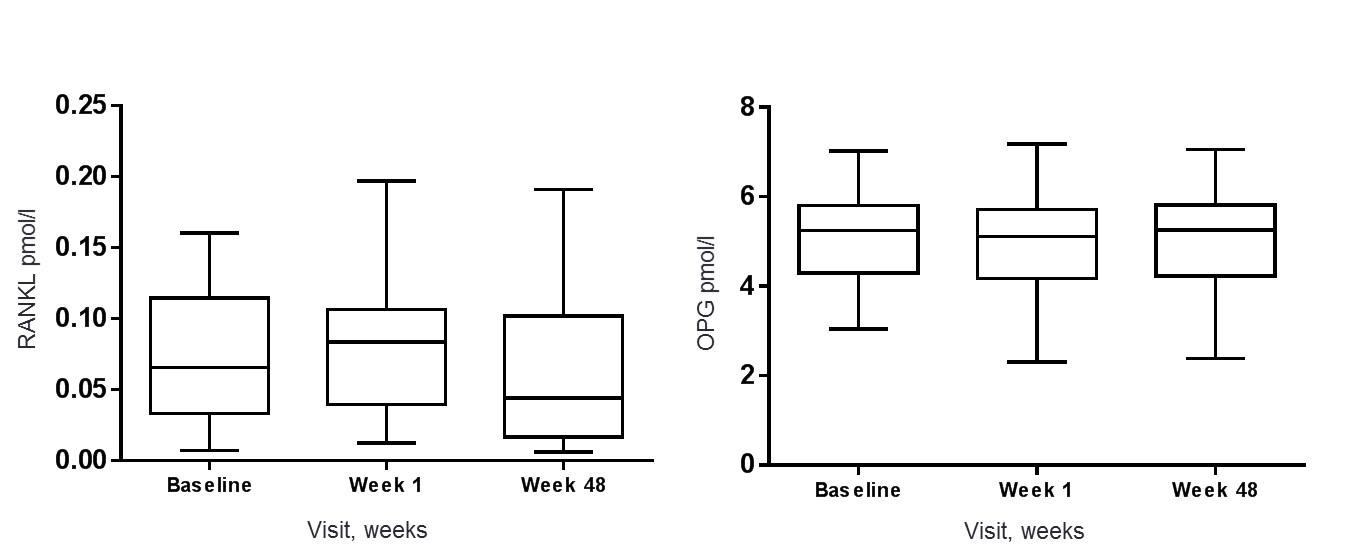 0.25
0.20
0.15
0.10
0.05
0.00
RANKL pmol/l
Baseline Week 1 Week 48
Visit, weeks
8
6
4
2
0
OPG pmol/l
Baseline Week 1 Week 48
Visit, weeks